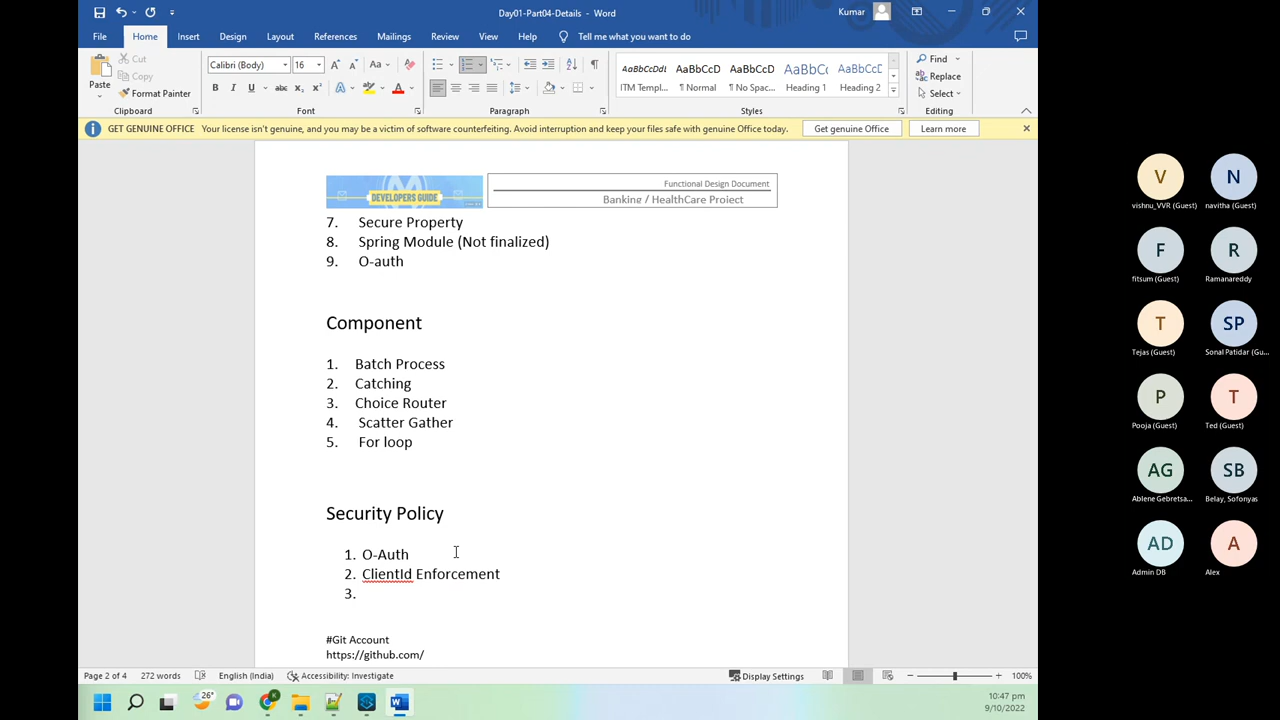 Day01-Part04-Details - Word
Kumar
File Home Insert Design Layout References Mailings Review View Help Tell me what you want to do
Paste
Cut
Copy
Format Painter
Clipboard
Calibri (Body) 16
Font
Paragraph
AaBbCcDdI AaBbCcD AaBbCcD AaBbCc AaBbCcC
ITM Templ... ¶ Normal ¶ No Spac... Heading 1 Heading 2
Styles
Find
Replace
Select
Editing
GET GENUINE OFFICE Your license isn't genuine, and you may be a victim of software counterfeiting. Avoid interruption and keep your files safe with genuine Office today. Get genuine Office Learn more
DEVELOPERS GUIDE
Functional Design Document
Banking / HealthCare Project
7. Secure Property
8. Spring Module (Not finalized)
9. O-auth
Component
1. Batch Process
2. Catching
3. Choice Router
4. Scatter Gather
5. For loop
Security Policy
1. O-Auth
2. ClientId Enforcement
3.
#Git Account
https://github.com/
Page 2 of 4 272 words English (India) Accessibility: Investigate Display Settings 100%
26°
10:47 pm
9/10/2022
V N
vishnu_VVR (Guest) navitha (Guest)
F R
fitsum (Guest) Ramanareddy
T SP
Tejas (Guest) Sonal Patidar (Gu...
P T
Pooja (Guest) Ted (Guest)
AG SB
Ablene Gebretsa... Belay, Sofonyas
AD A
Admin DB Alex